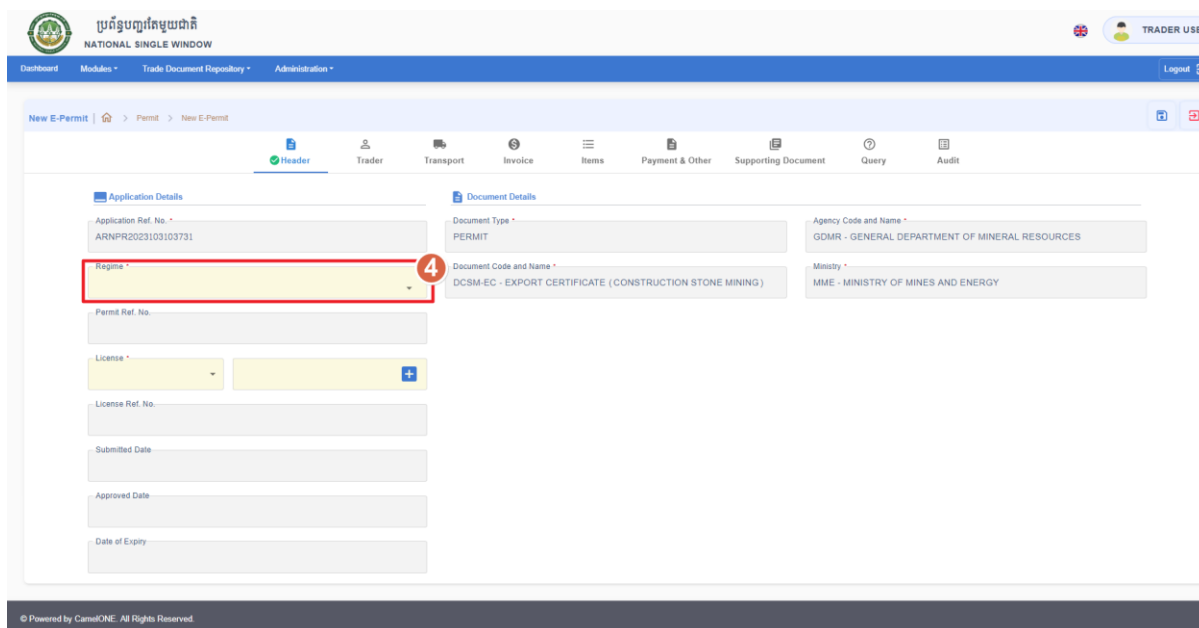 ប្រព័ន្ធបញ្ជរតែមួយជាតិ
NATIONAL SINGLE WINDOW
TRADER USE
Dashboard Modules Trade Document Repository Administration Logout
New E-Permit | > Permit > New E-Permit
Header Trader Transport Invoice Items Payment & Other Supporting Document Query Audit
Application Details Document Details
Application Ref. No. * Document Type * Agency Code and Name *
ARNPR2023103103731 PERMIT GDMR - GENERAL DEPARTMENT OF MINERAL RESOURCES
Regime * 4 Document Code and Name * Ministry *
DCSM-EC - EXPORT CERTIFICATE (CONSTRUCTION STONE MINING) MME - MINISTRY OF MINES AND ENERGY
Permit Ref. No.
License *
License Ref. No.
Submitted Date
Approved Date
Date of Expiry
© Powered by CamelONE. All Rights Reserved.